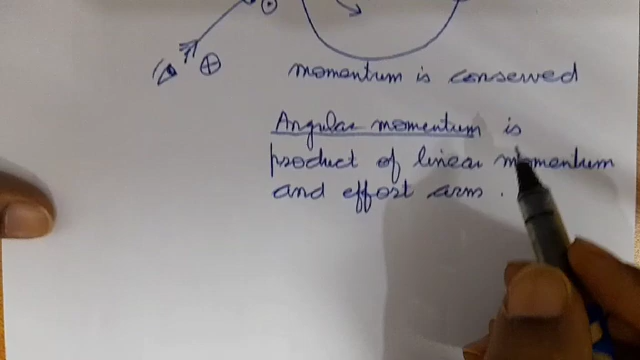 momentum is conserved
Angular momentum is
product of linear momentum
and effort arm.